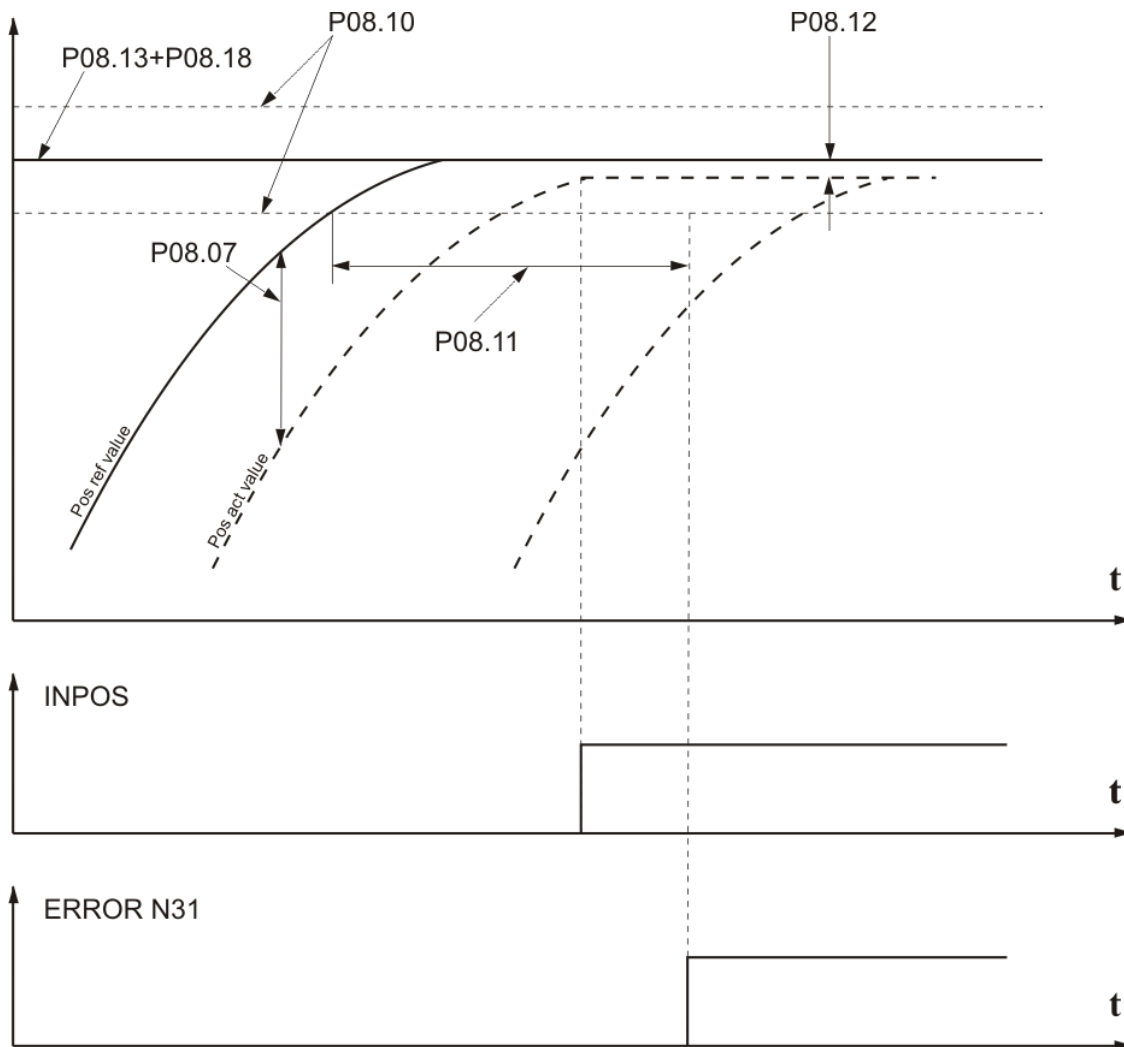 P08.10
P08.12
P08.13+P08.18
P08.07
P08.11
Pos ref value
Pos act value
t
INPOS
t
ERROR N31
t